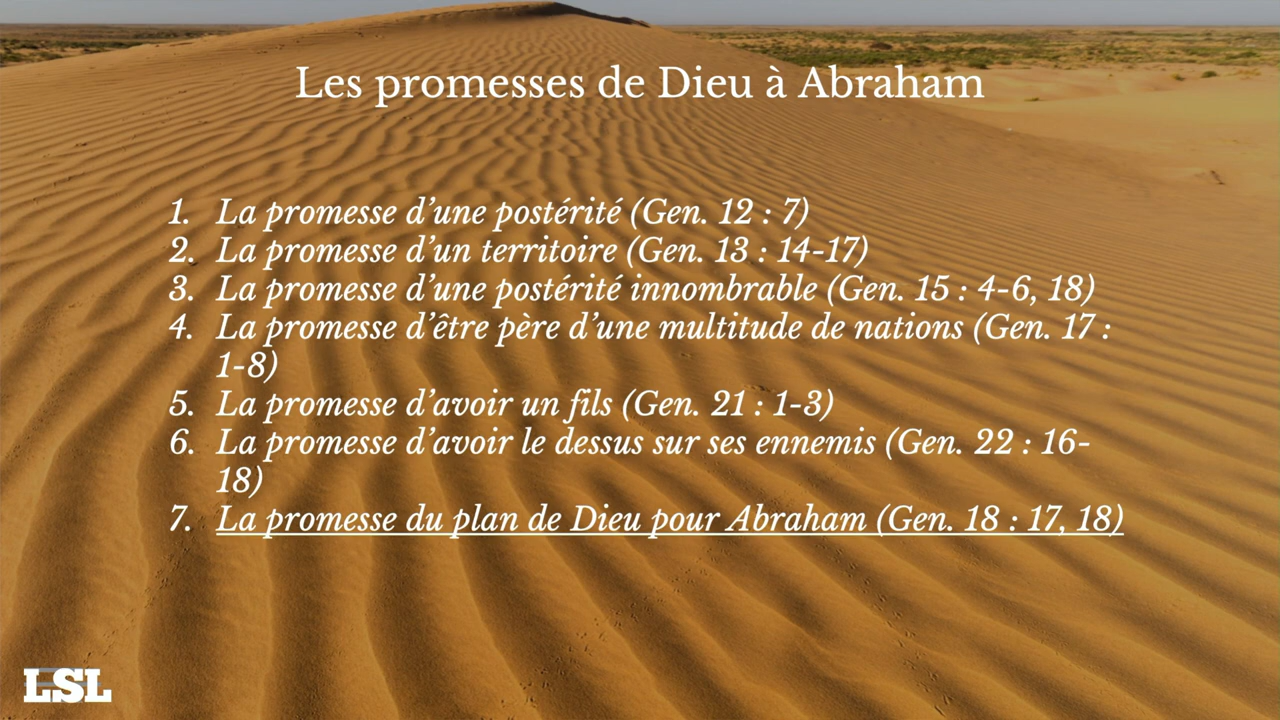 Les promesses de Dieu à Abraham
1. La promesse d’une postérité (Gen. 12 : 7)
2. La promesse d’un territoire (Gen. 13 : 14-17)
3. La promesse d’une postérité innombrable (Gen. 15 : 4-6, 18)
4. La promesse d’être père d’une multitude de nations (Gen. 17 :
1-8)
5. La promesse d’avoir un fils (Gen. 21 : 1-3)
6. La promesse d’avoir le dessus sur ses ennemis (Gen. 22 : 16-
18)
7. La promesse du plan de Dieu pour Abraham (Gen. 18 : 17, 18)
LSL